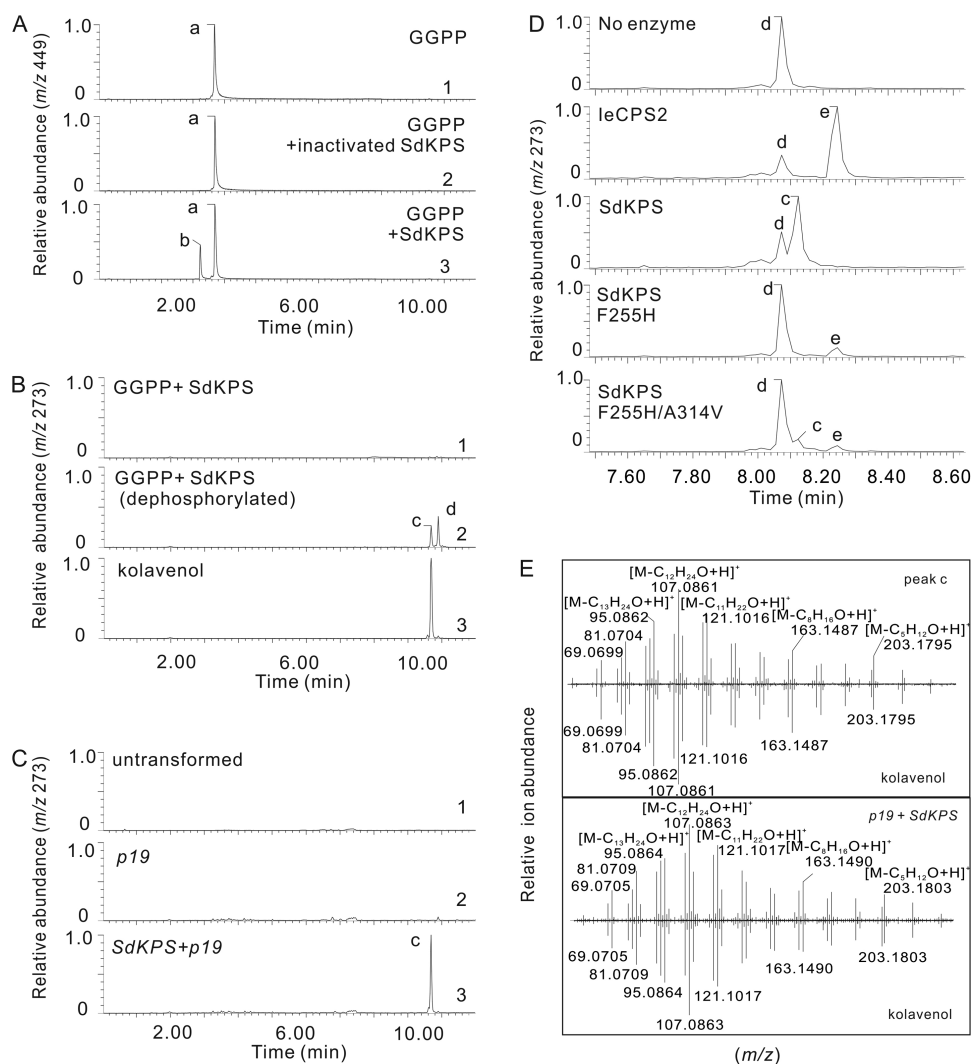 A
Relative abundance (m/z 449)
1.0
a
GGPP
0
1
1.0
a
GGPP
+inactivated SdKPS
0
2
1.0
a
GGPP
+SdKPS
b
0
3
2.00 6.00 10.00
Time (min)
B
Relative abundance (m/z 273)
1.0
GGPP+ SdKPS
0
1
1.0
GGPP+ SdKPS
(dephosphorylated)
c d
0
2
1.0
kolavenol
0
3
2.00 6.00 10.00
Time (min)
C
Relative abundance (m/z 273)
1.0
untransformed
0
1
1.0
p19
0
2
1.0
SdKPS+p19
c
0
3
2.00 6.00 10.00
Time (min)
D
Relative abundance (m/z 273)
1.0
No enzyme
d
0
1.0
IeCPS2
e
d
0
1.0
SdKPS
c
d
0
1.0
SdKPS
F255H
d
e
0
1.0
SdKPS
F255H/A314V
d
c
e
0
7.60 7.80 8.00 8.20 8.40 8.60
Time (min)
E
Relative ion abundance
peak c
[M-C12H24O+H]+
107.0861
[M-C13H24O+H]+
95.0862
[M-C11H22O+H]+
121.1016
[M-C8H16O+H]+
163.1487
[M-C5H12O+H]+
203.1795
81.0704
69.0699
69.0699
81.0704
95.0862
107.0861
121.1016
163.1487
203.1795
kolavenol
p19 + SdKPS
[M-C12H24O+H]+
107.0863
[M-C13H24O+H]+
95.0864
[M-C11H22O+H]+
121.1017
[M-C8H16O+H]+
163.1490
[M-C5H12O+H]+
203.1803
81.0709
69.0705
69.0705
81.0709
95.0864
107.0863
121.1017
163.1490
203.1803
kolavenol
(m/z)